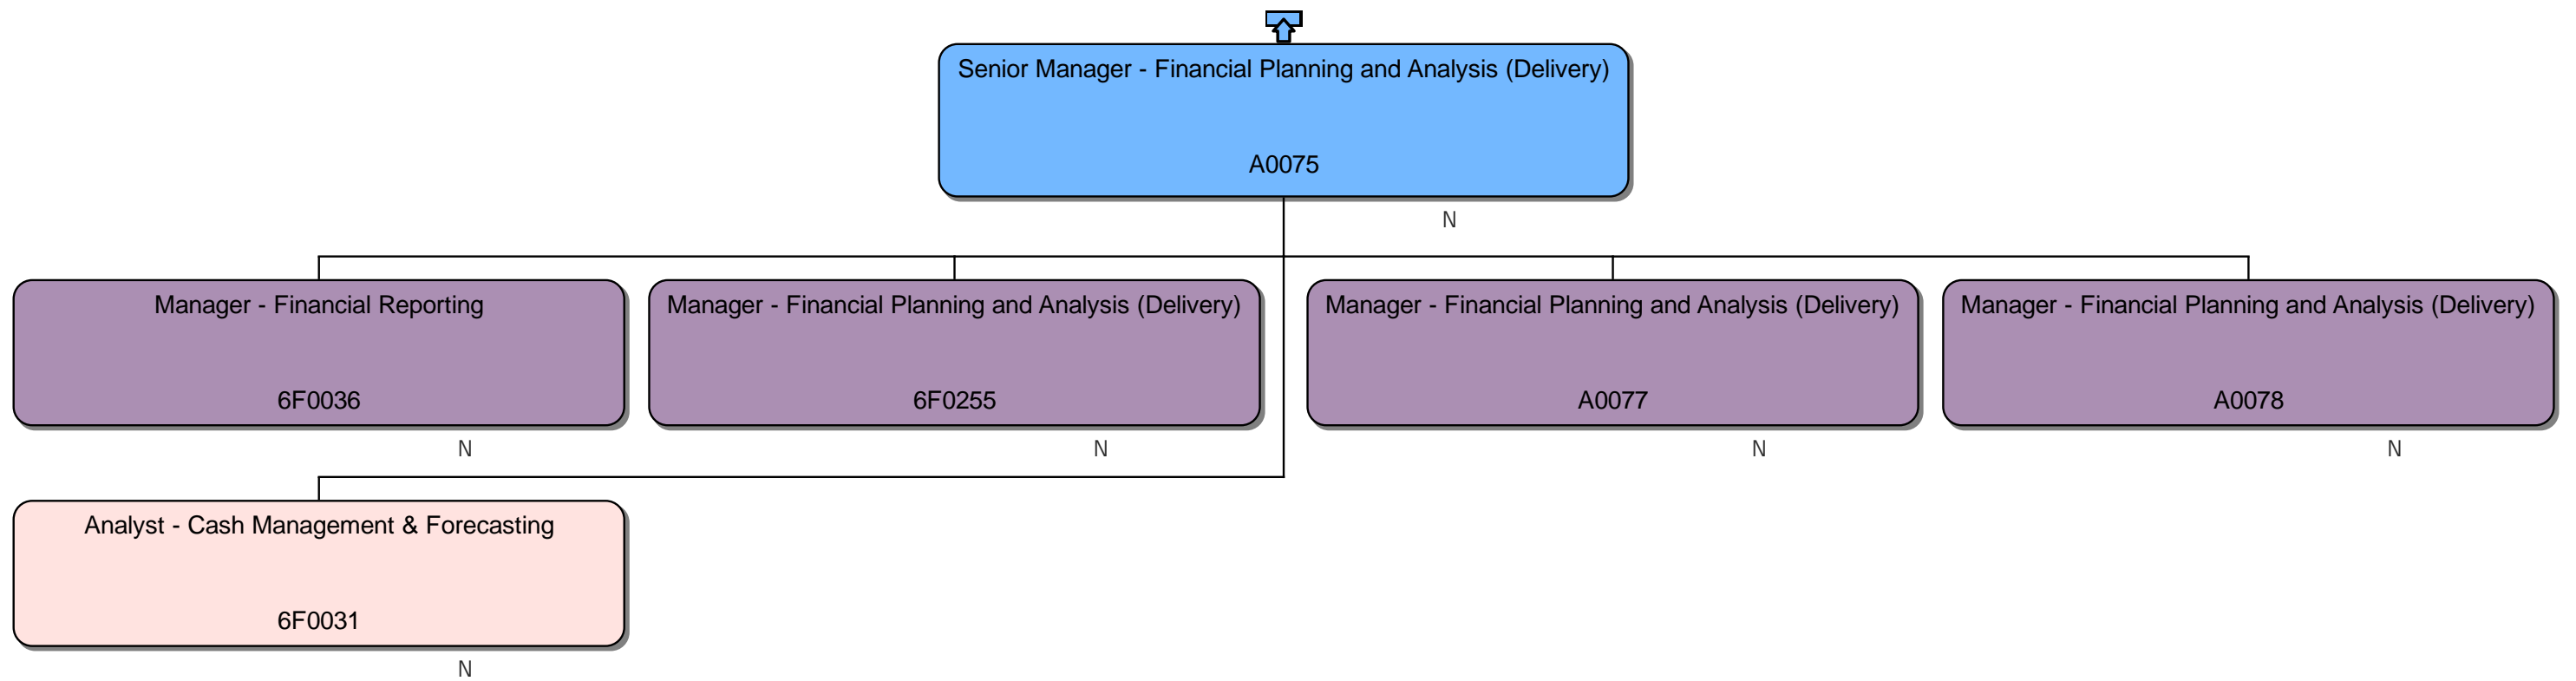 Senior Manager - Financial Planning and Analysis (Delivery)
A0075
N
Manager - Financial Reporting
6F0036
N
Manager - Financial Planning and Analysis (Delivery)
6F0255
N
Manager - Financial Planning and Analysis (Delivery)
A0077
N
Manager - Financial Planning and Analysis (Delivery)
A0078
N
Analyst - Cash Management & Forecasting
6F0031
N